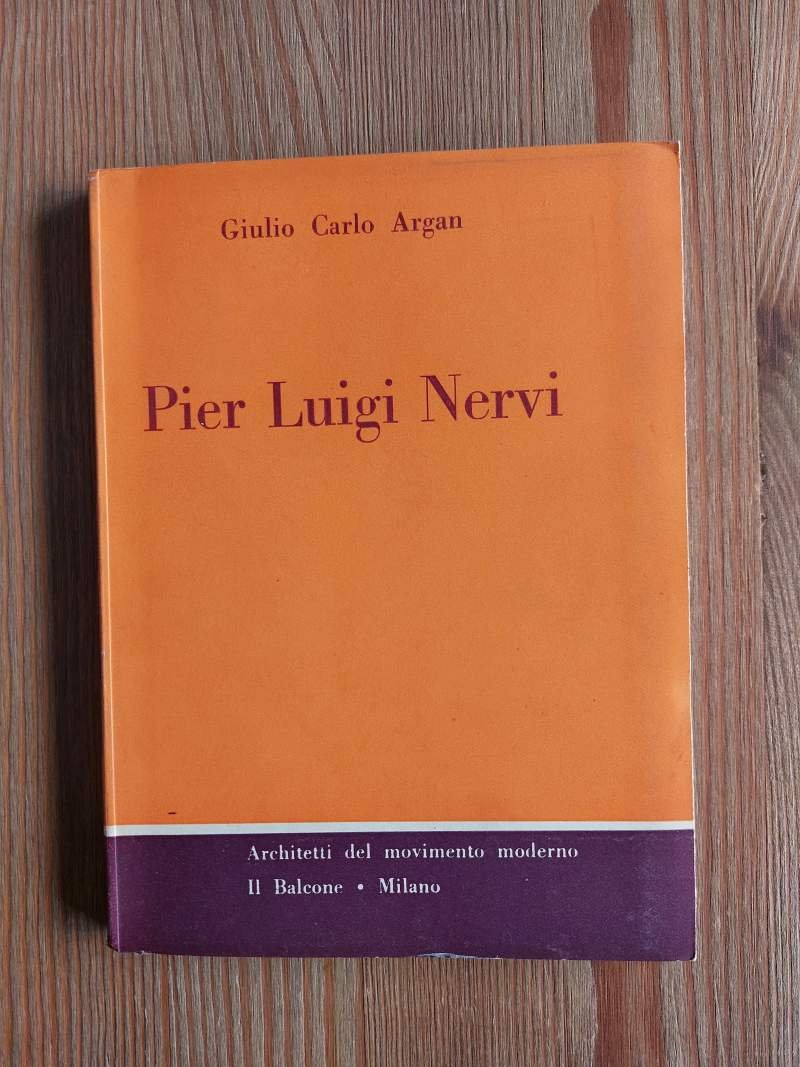 Giulio Carlo Argan
Pier Luigi Nervi
Architetti del movimento moderno
Il Balcone • Milano